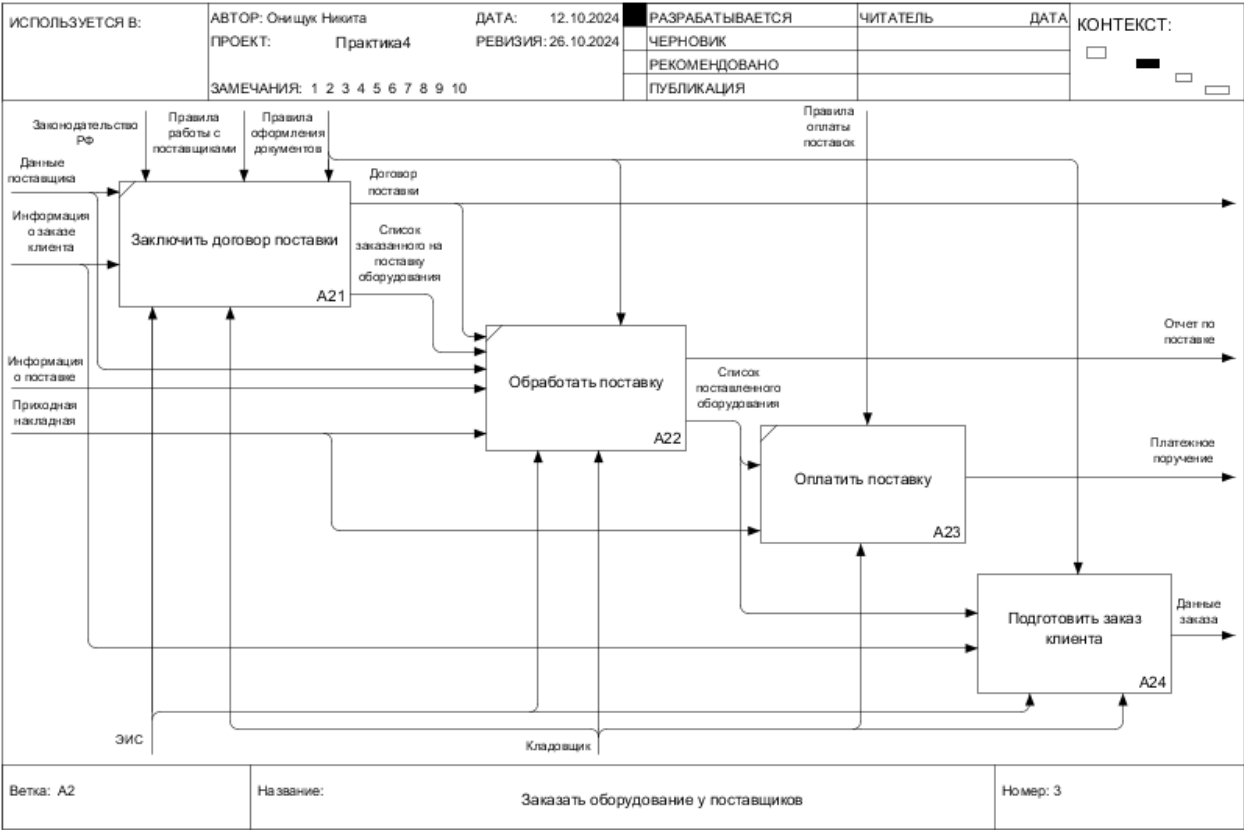 ИСПОЛЬЗУЕТСЯ В:
АВТОР: Онищук Никита
ДАТА: 12.10.2024
ПРОЕКТ: Практика4
РЕВИЗИЯ: 26.10.2024
ЗАМЕЧАНИЯ: 1 2 3 4 5 6 7 8 9 10
РАЗРАБАТЫВАЕТСЯ
ЧЕРНОВИК
РЕКОМЕНДОВАНО
ПУБЛИКАЦИЯ
ЧИТАТЕЛЬ
ДАТА
КОНТЕКСТ:
Законодательство
РФ
Правила
работы с
поставщиками
Правила
оформления
документов
Правила
оплаты
поставок
Данные
поставщика
Информация
о заказе
клиента
Заключить договор поставки
A21
Договор
поставки
Список
заказанного на
поставку
оборудования
Информация
о поставке
Приходная
накладная
Обработать поставку
A22
Отчет по
поставке
Список
поставленного
оборудования
Оплатить поставку
A23
Платежное
поручение
Подготовить заказ
клиента
A24
Данные
заказа
ЭИС
Кладовщик
Ветка: A2
Название:
Заказать оборудование у поставщиков
Номер: 3